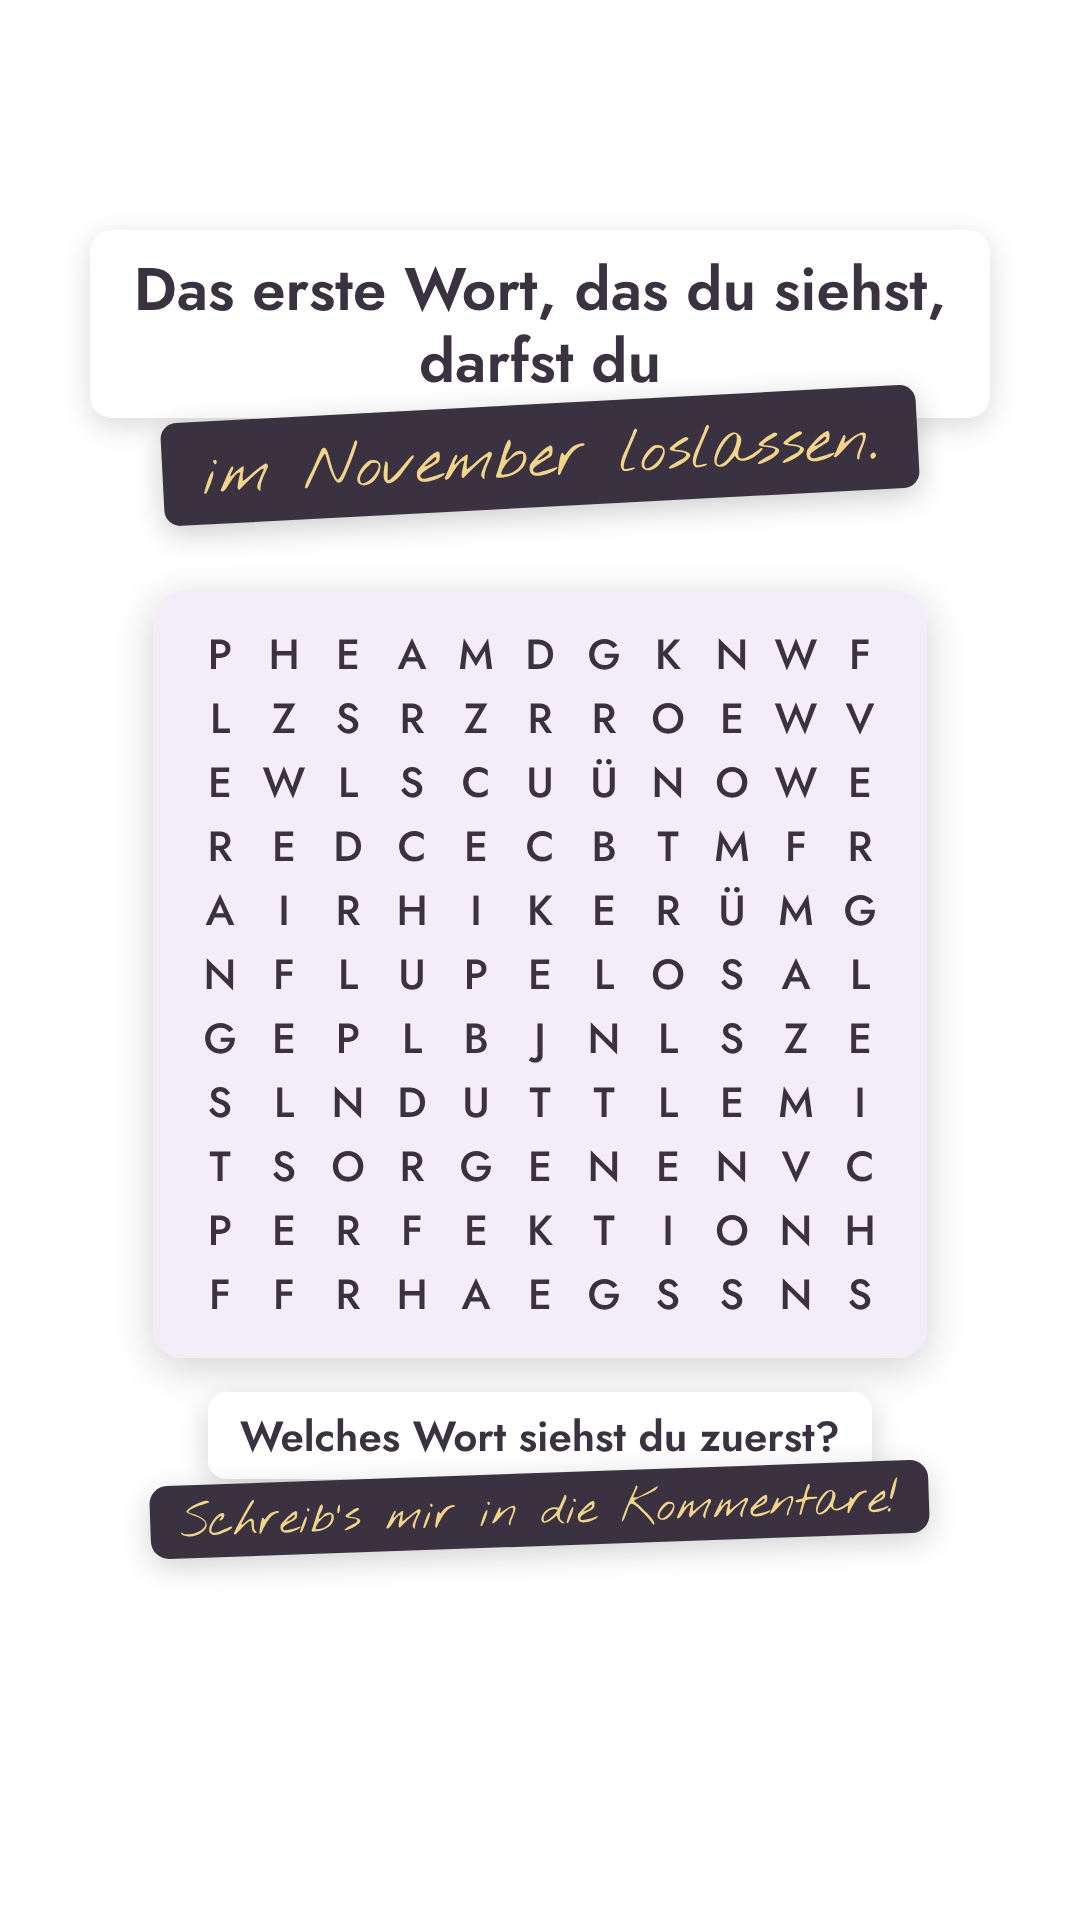 Das erste Wort, das du siehst,
darfst du
im November loslassen.
P H E A M D G K N W F
L Z S R Z R R O E W V
E W L S C U Ü N O W E
R E D C E C B T M F R
A I R H I K E R Ü M G
N F L U P E L O S A L
G E P L B J N L S Z E
S L N D U T T L E M I
T S O R G E N E N V C
P E R F E K T I O N H
F F R H A E G S S N S
Welches Wort siehst du zuerst?
Schreib's mir in die Kommentare!